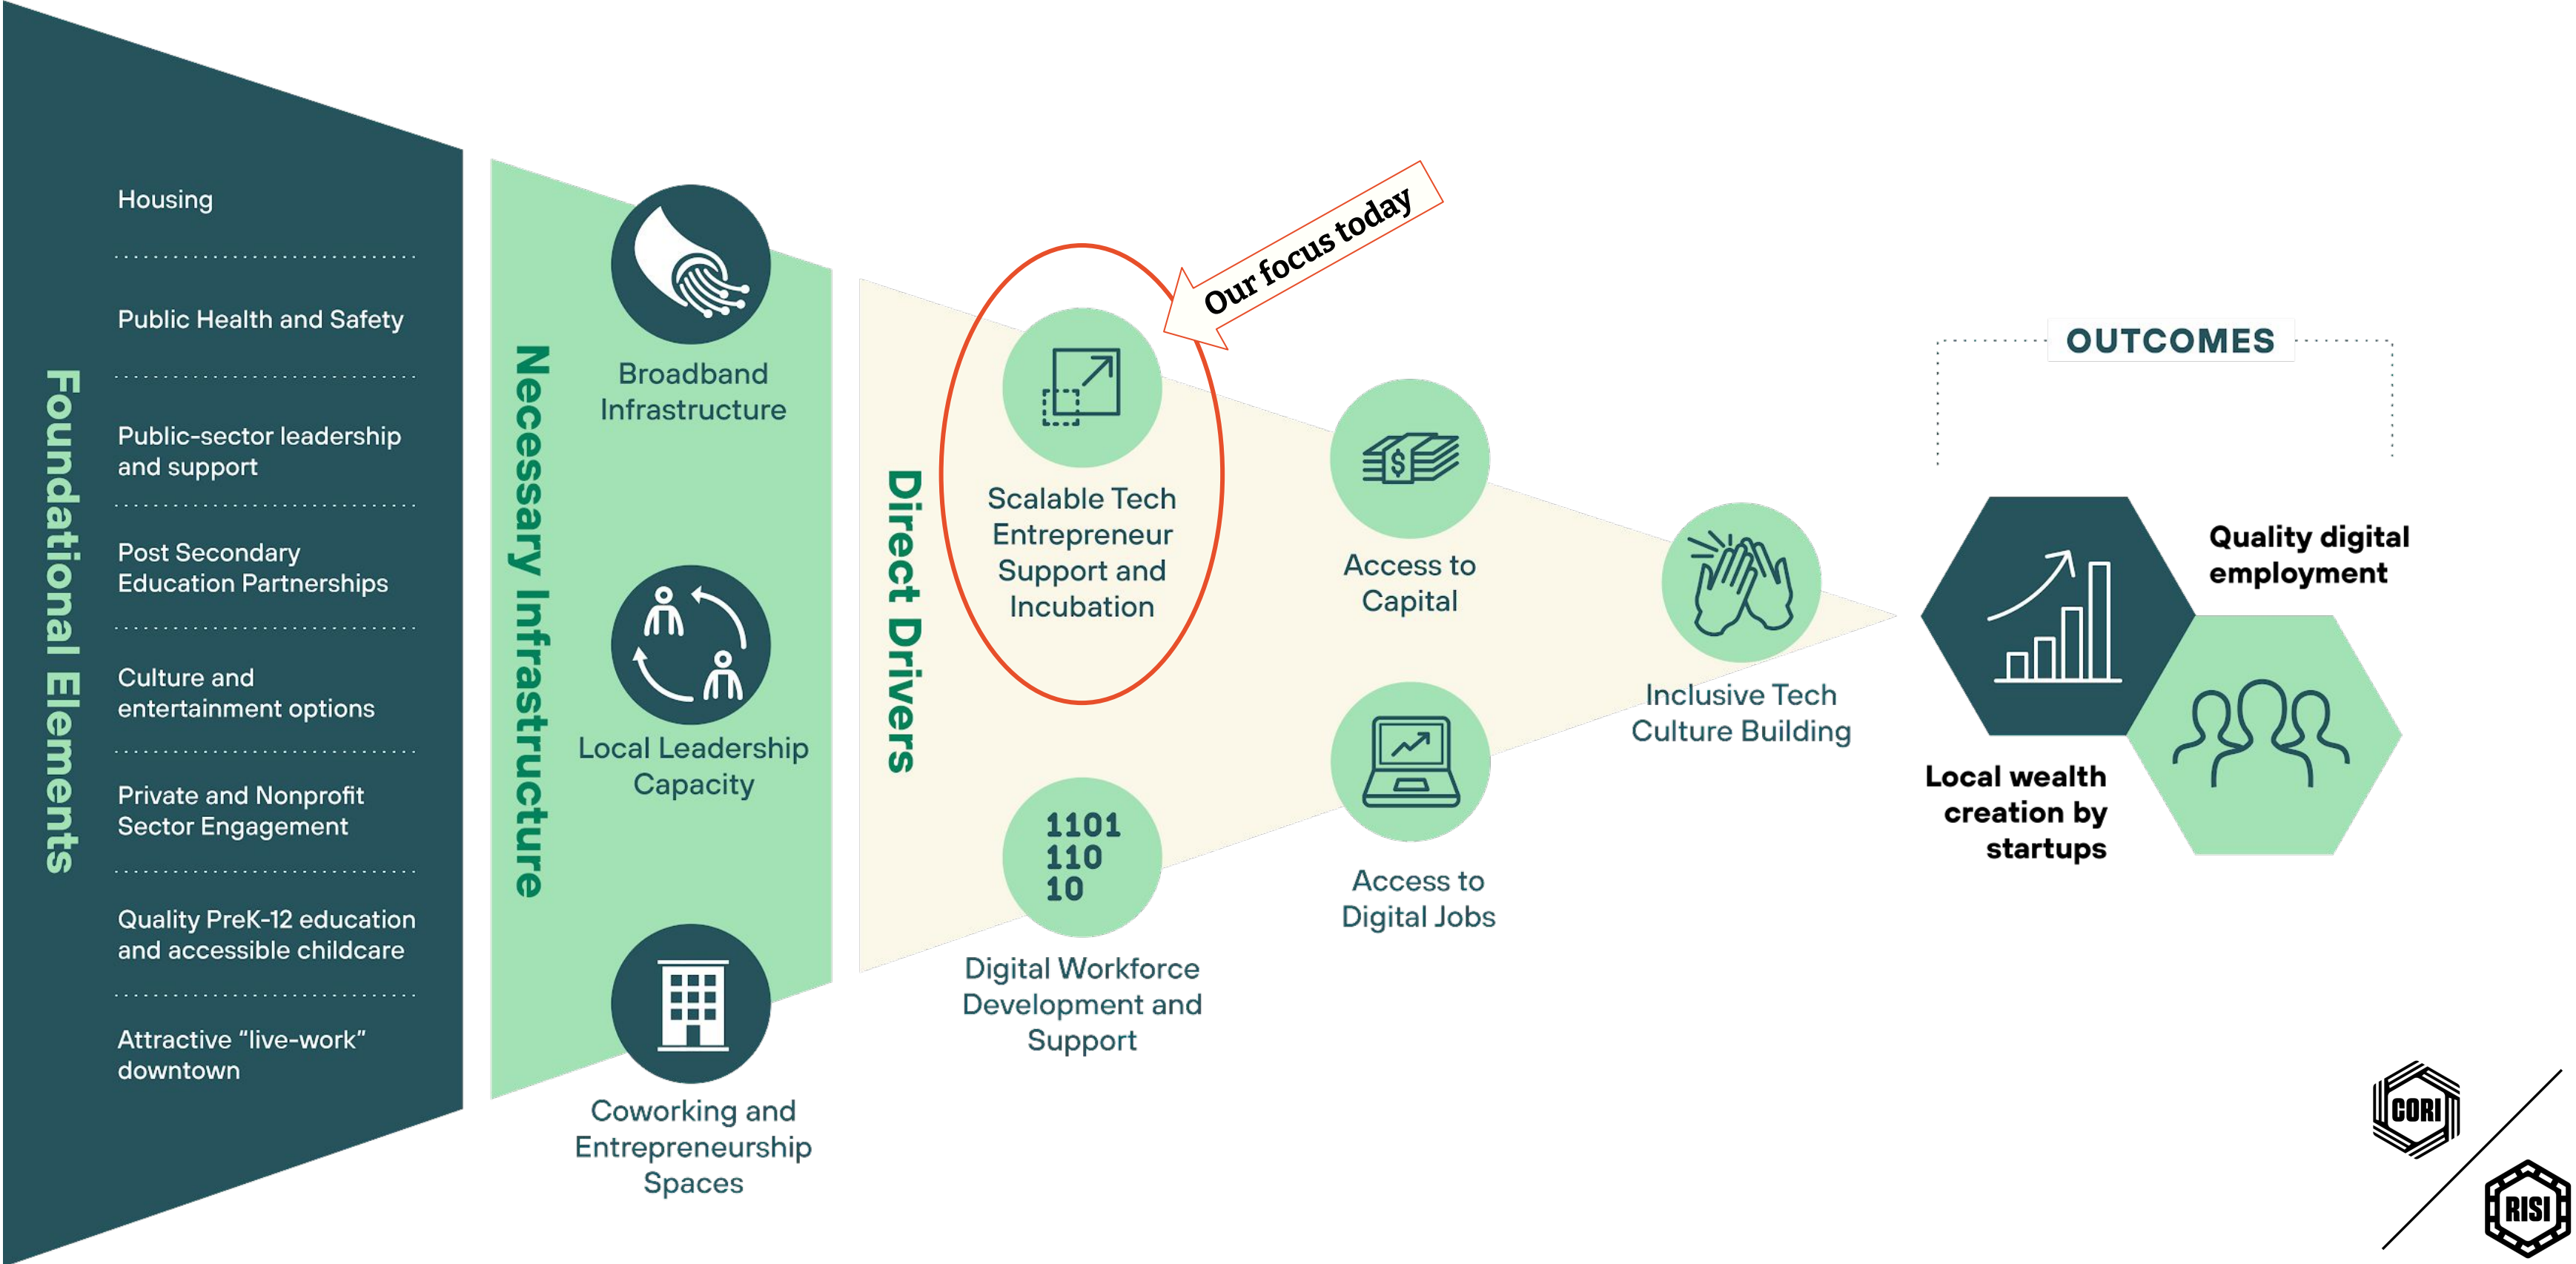 Foundational Elements
Housing
Public Health and Safety
Public-sector leadership
and support
Post Secondary
Education Partnerships
Culture and
entertainment options
Private and Nonprofit
Sector Engagement
Quality PreK-12 education
and accessible childcare
Attractive “live-work”
downtown
Necessary Infrastructure
Broadband
Infrastructure
Local Leadership
Capacity
Coworking and
Entrepreneurship
Spaces
Direct Drivers
Our focus today
Scalable Tech
Entrepreneur
Support and
Incubation
1101
110
10
Digital Workforce
Development and
Support
$
Access to
Capital
Access to
Digital Jobs
Inclusive Tech
Culture Building
OUTCOMES
Quality digital
employment
Local wealth
creation by
startups
CORI
RISI